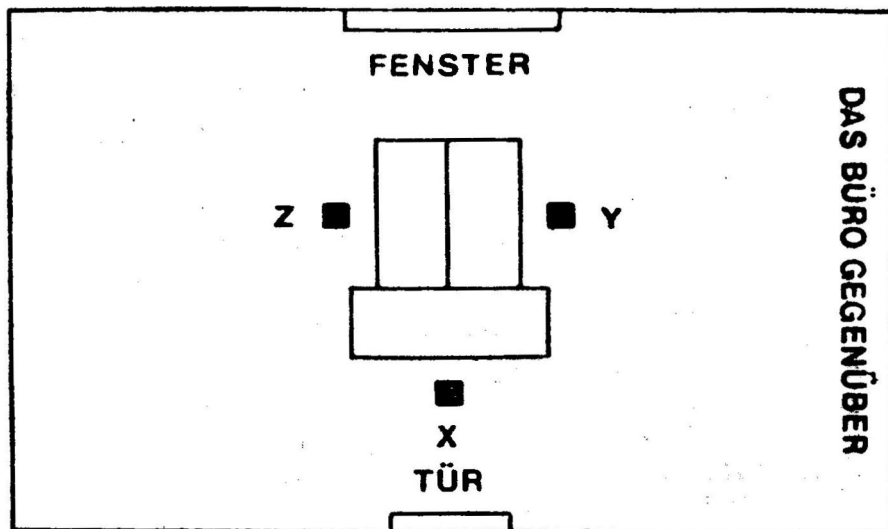 FENSTER
Z
Y
X
TÜR
DAS BÜRO GEGENÜBER